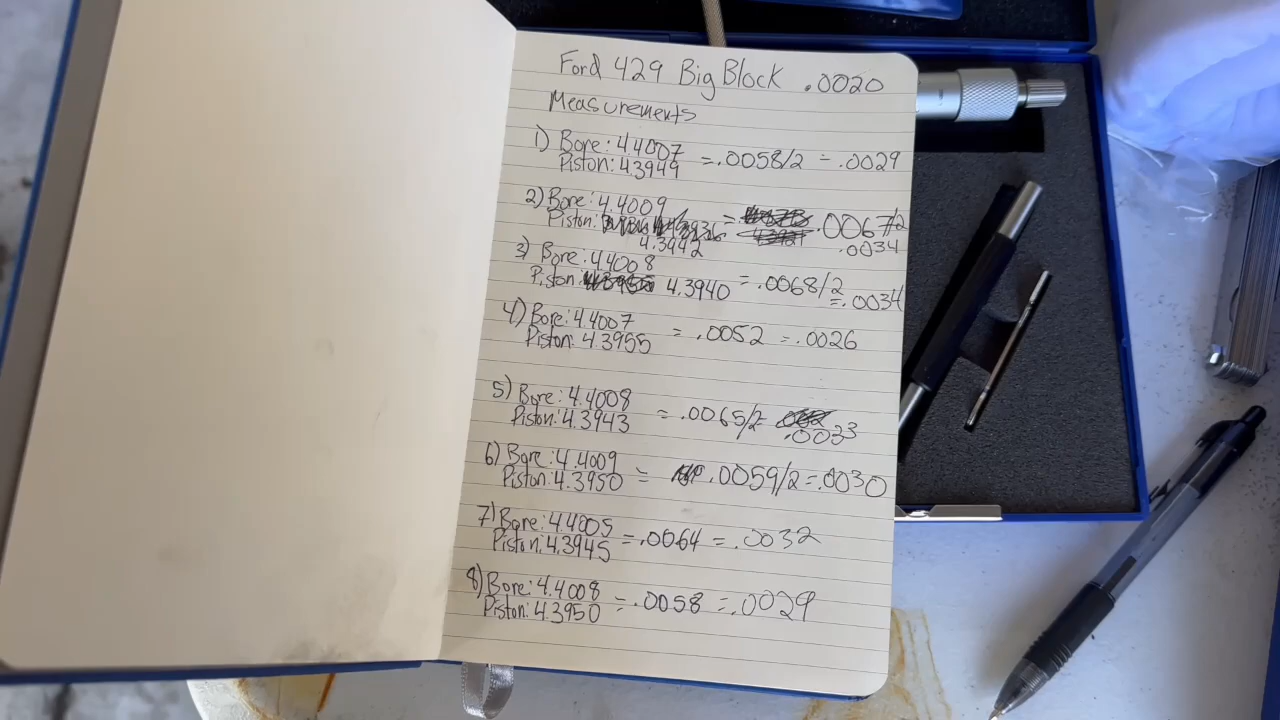 Ford 429 Big Block .0020
Measurements
1) Bore: 4.4007
Piston: 4.3949 = .0058/2 = .0029
2) Bore: 4.4009
Piston: = .0067/2
4.3942 .0034
3) Bore: 4.4008
Piston: 4.3940 = .0068/2
= .0034
4) Bore: 4.4007
Piston: 4.3955 = .0052 = .0026
5) Bore: 4.4008
Piston: 4.3943 = .0065/2 =
.0033
6) Bore: 4.4009
Piston: 4.3950 = .0059/2 = .0030
7) Bore: 4.4005
Piston: 4.3945 = .0064 = .0032
8) Bore: 4.4008
Piston: 4.3950 = .0058 = .0029